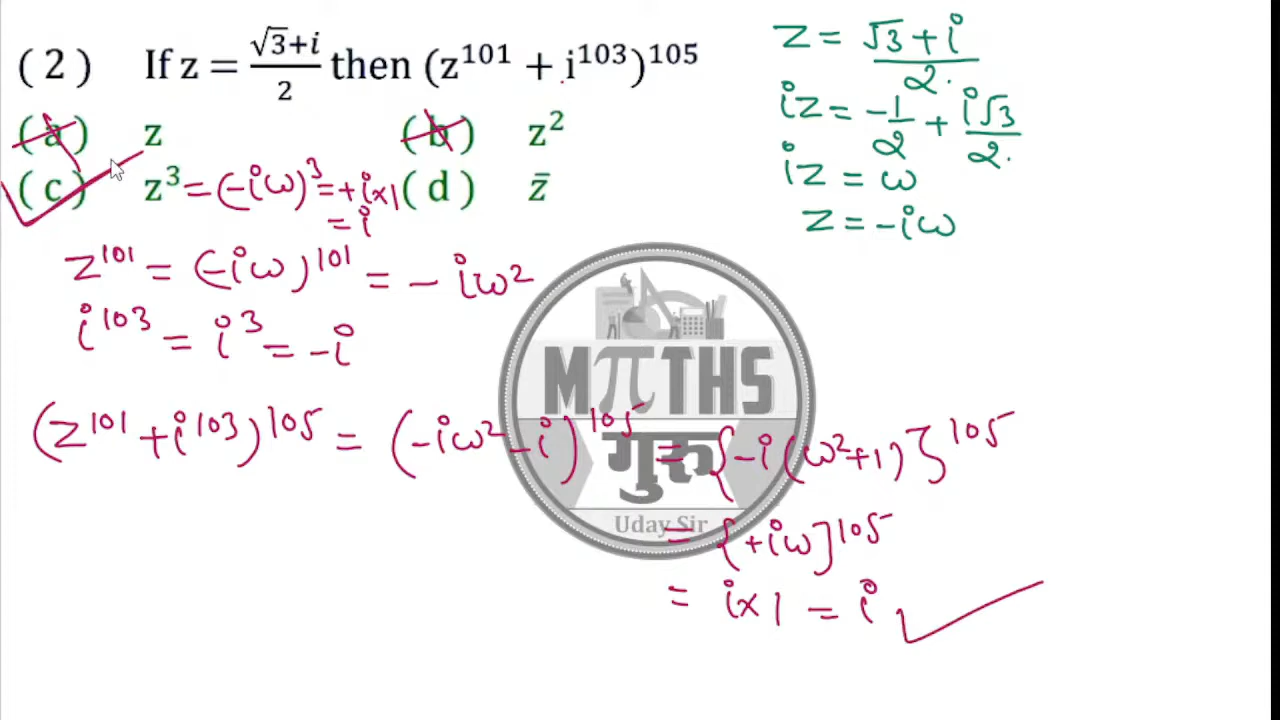 (2) If z = (√3+i)/2 then (z¹⁰¹ + i¹⁰³)¹⁰⁵
(a) z (b) z²
(c) z³ = (-iω)³ = +i×1 (d) z̄
= i
z¹⁰¹ = (-iω)¹⁰¹ = -iω²
i¹⁰³ = i³ = -i
(z¹⁰¹ + i¹⁰³)¹⁰⁵ = (-iω² - i)¹⁰⁵ = {-i(ω²+1)}¹⁰⁵
= {+iω}¹⁰⁵
= i×1 = i
z = (√3+i)/2.
iz = -1/2 + i√3/2.
iz = ω
z = -iω
MπTHS
गुरू
Uday Sir